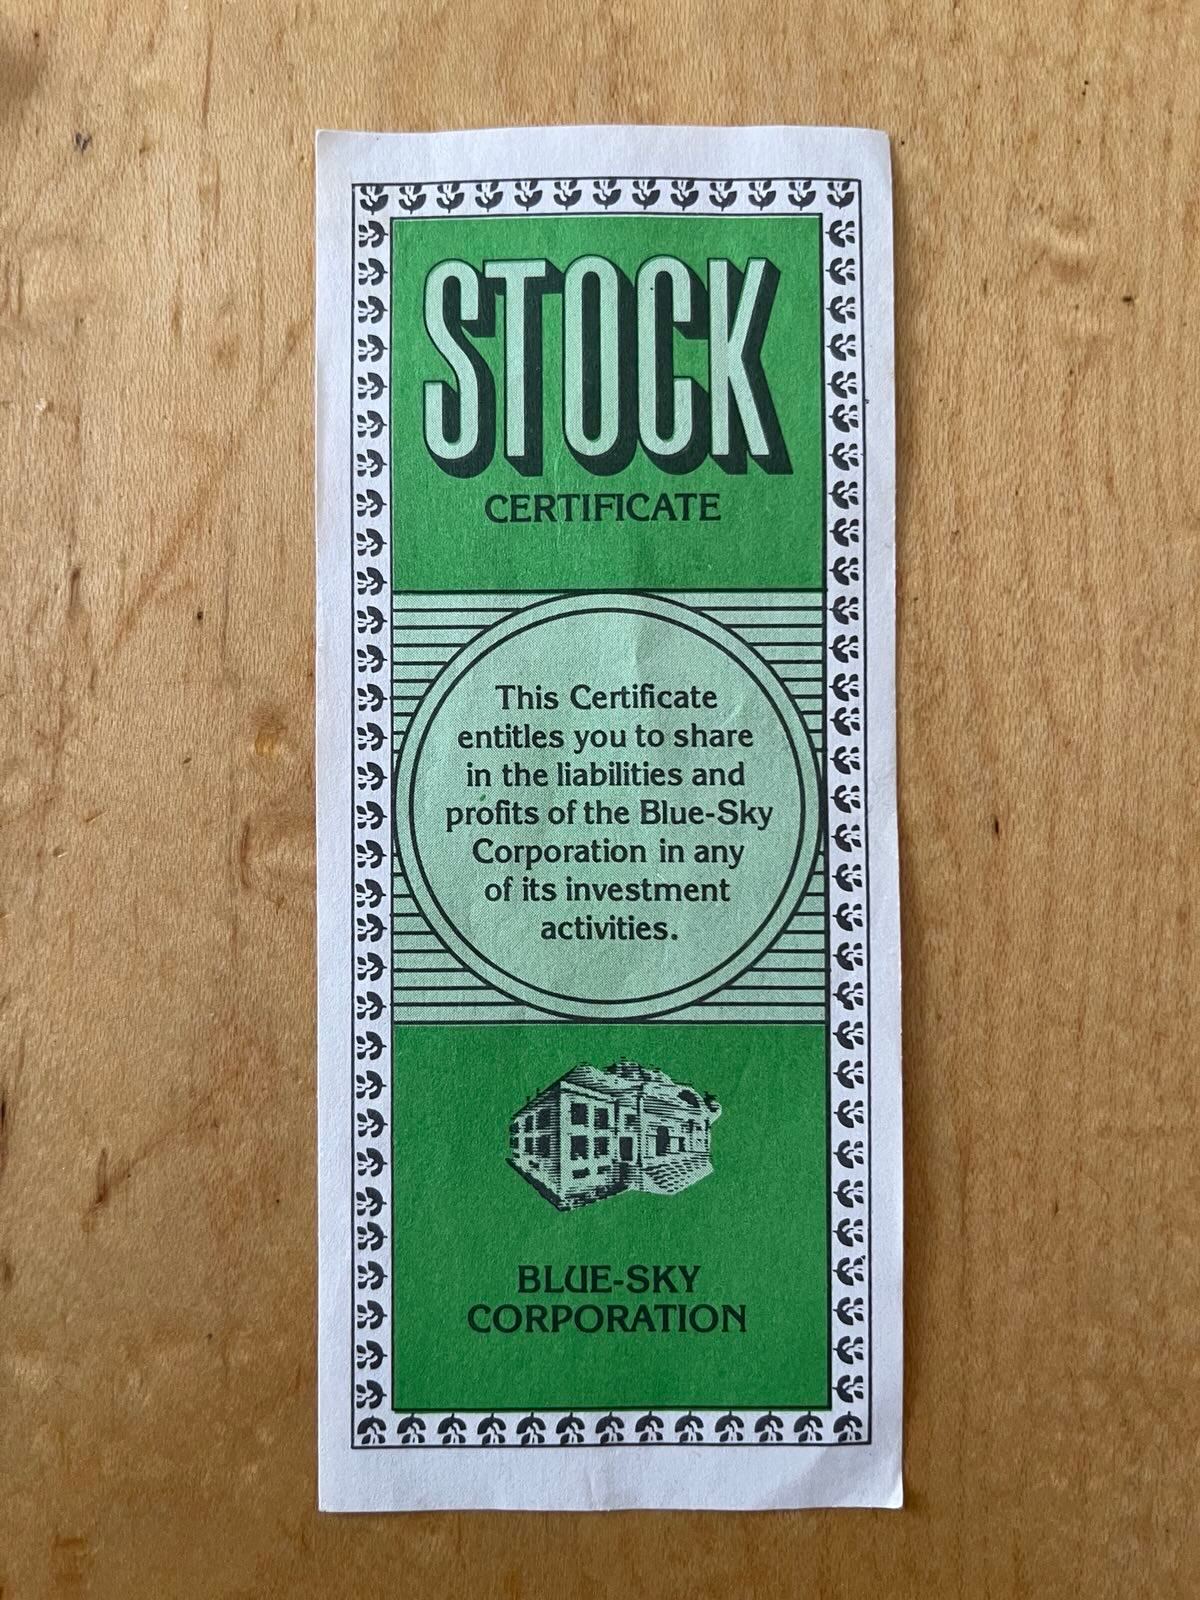 STOCK
CERTIFICATE
This Certificate
entitles you to share
in the liabilities and
profits of the Blue-Sky
Corporation in any
of its investment
activities.
BLUE-SKY
CORPORATION